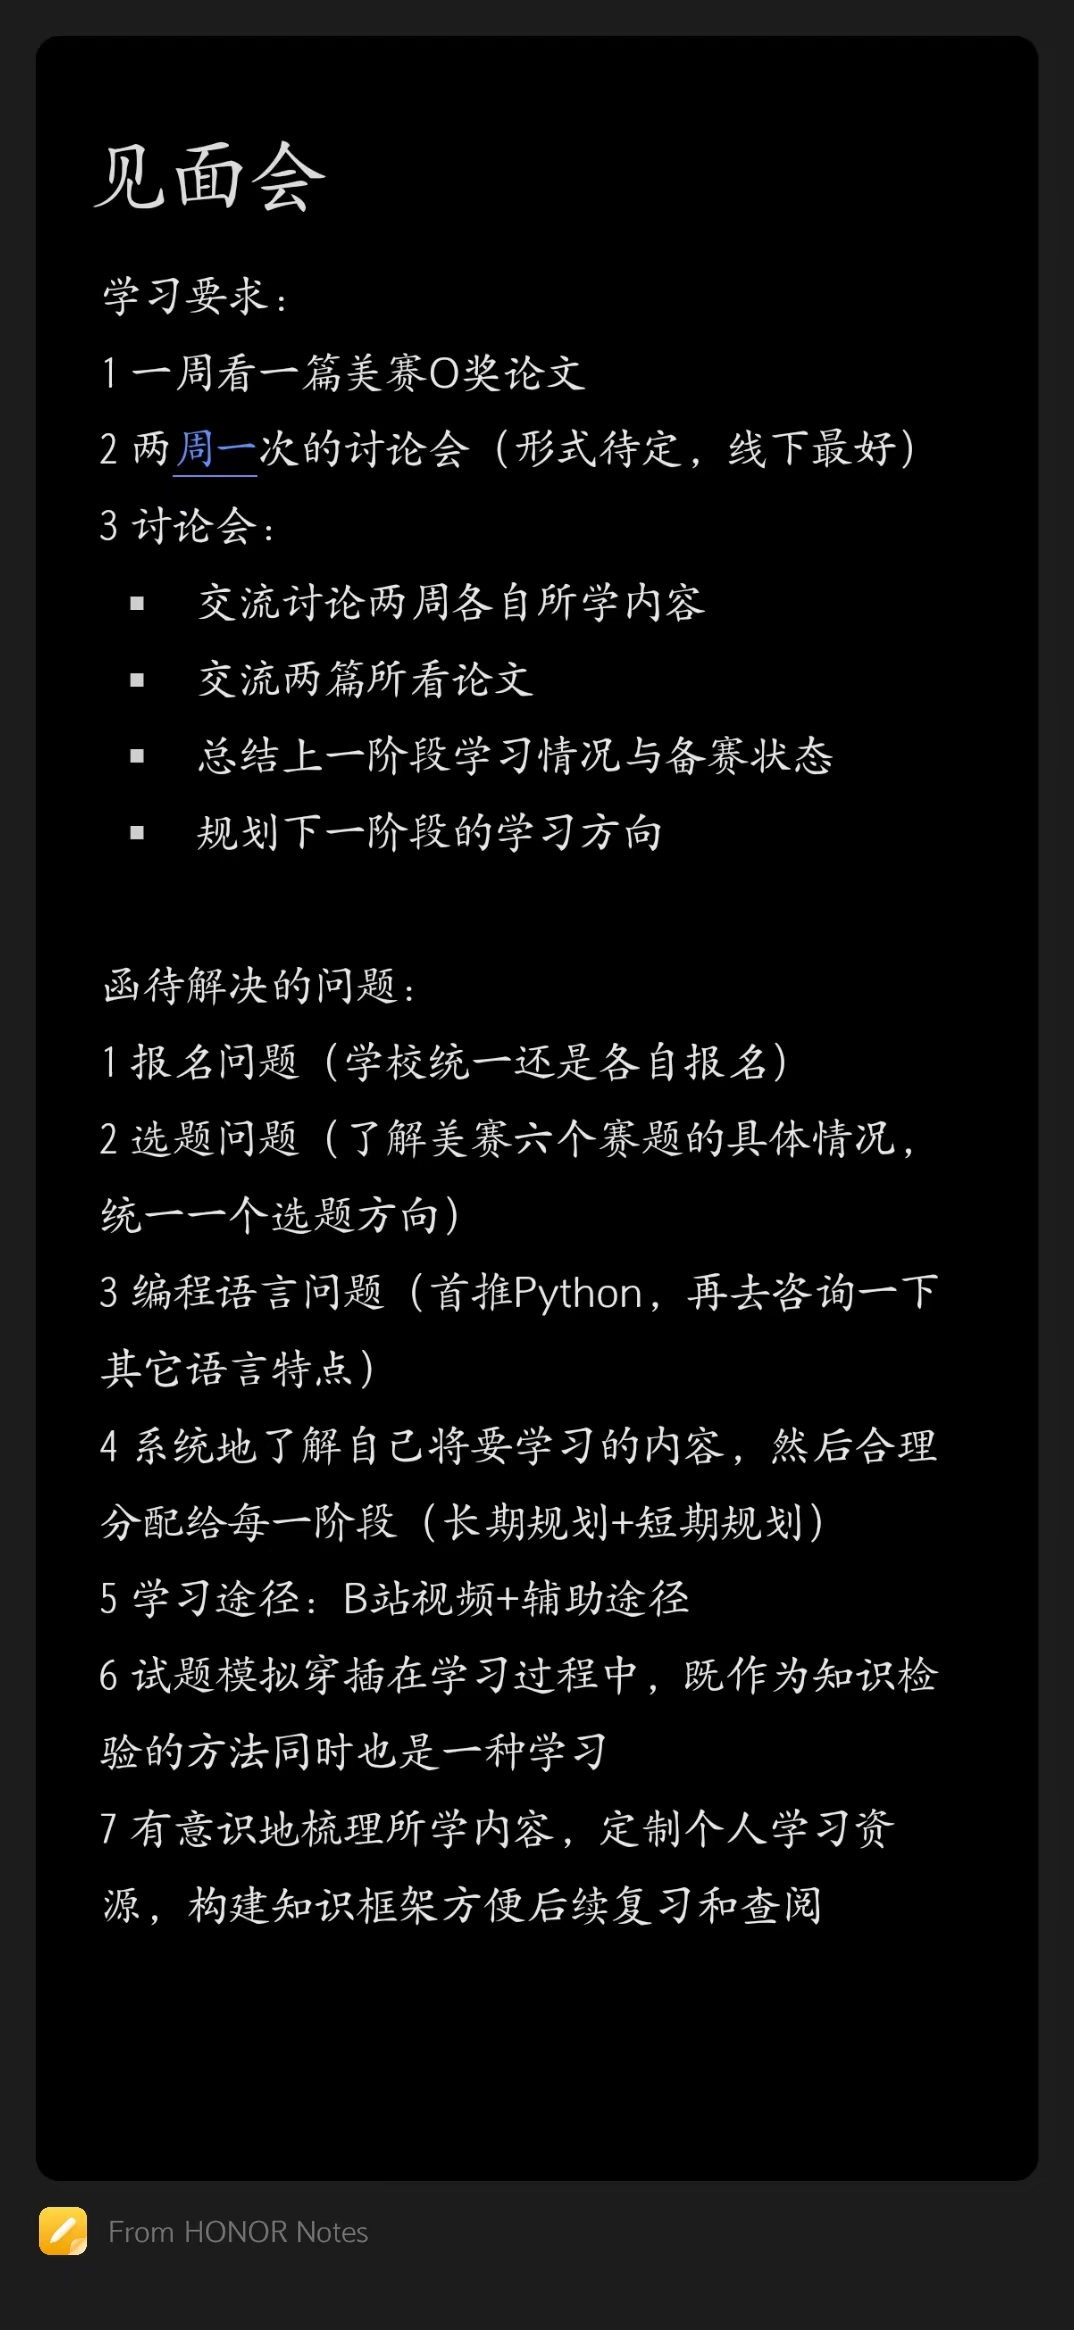 见面会
学习要求：
1 一周看一篇美赛O奖论文
2 两周一次的讨论会（形式待定，线下最好）
3 讨论会：
▪ 交流讨论两周各自所学内容
▪ 交流两篇所看论文
▪ 总结上一阶段学习情况与备赛状态
▪ 规划下一阶段的学习方向
函待解决的问题：
1 报名问题（学校统一还是各自报名）
2 选题问题（了解美赛六个赛题的具体情况，
统一一个选题方向）
3 编程语言问题（首推Python，再去咨询一下
其它语言特点）
4 系统地了解自己将要学习的内容，然后合理
分配给每一阶段（长期规划+短期规划）
5 学习途径：B站视频+辅助途径
6 试题模拟穿插在学习过程中，既作为知识检
验的方法同时也是一种学习
7 有意识地梳理所学内容，定制个人学习资
源，构建知识框架方便后续复习和查阅
From HONOR Notes